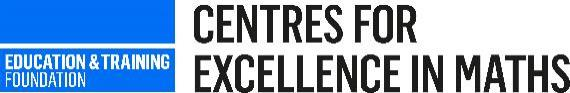 CENTRES FOR
EXCELLENCE IN MATHS
EDUCATION & TRAINING
FOUNDATION